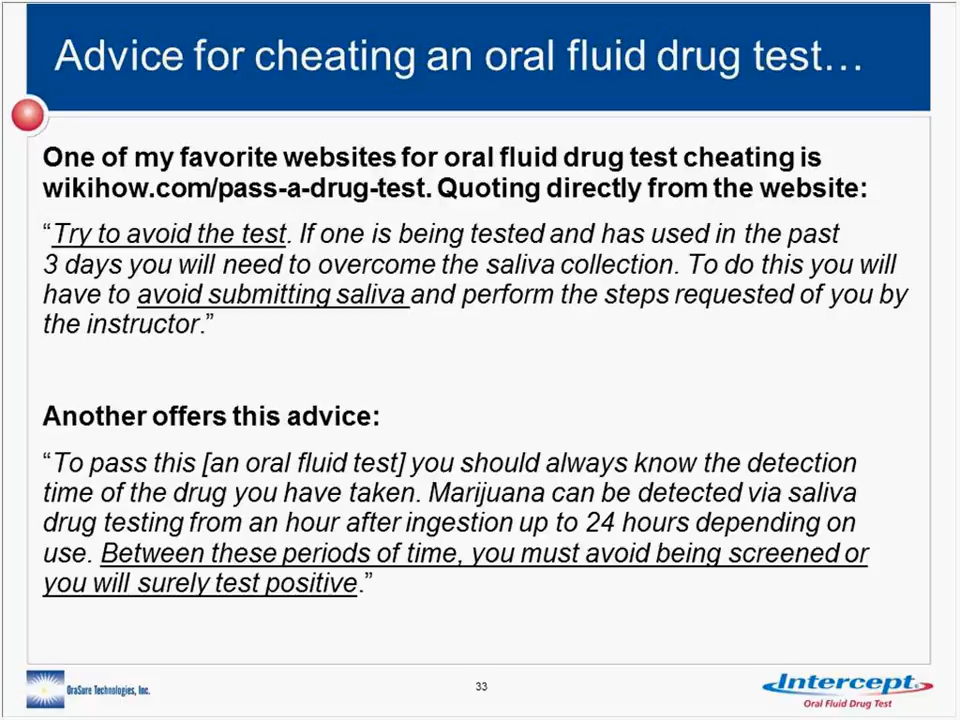 Advice for cheating an oral fluid drug test…
One of my favorite websites for oral fluid drug test cheating is
wikihow.com/pass-a-drug-test. Quoting directly from the website:
“Try to avoid the test. If one is being tested and has used in the past
3 days you will need to overcome the saliva collection. To do this you will
have to avoid submitting saliva and perform the steps requested of you by
the instructor.”
Another offers this advice:
“To pass this [an oral fluid test] you should always know the detection
time of the drug you have taken. Marijuana can be detected via saliva
drug testing from an hour after ingestion up to 24 hours depending on
use. Between these periods of time, you must avoid being screened or
you will surely test positive.”
OraSure Technologies, Inc.
33
Intercept®
Oral Fluid Drug Test